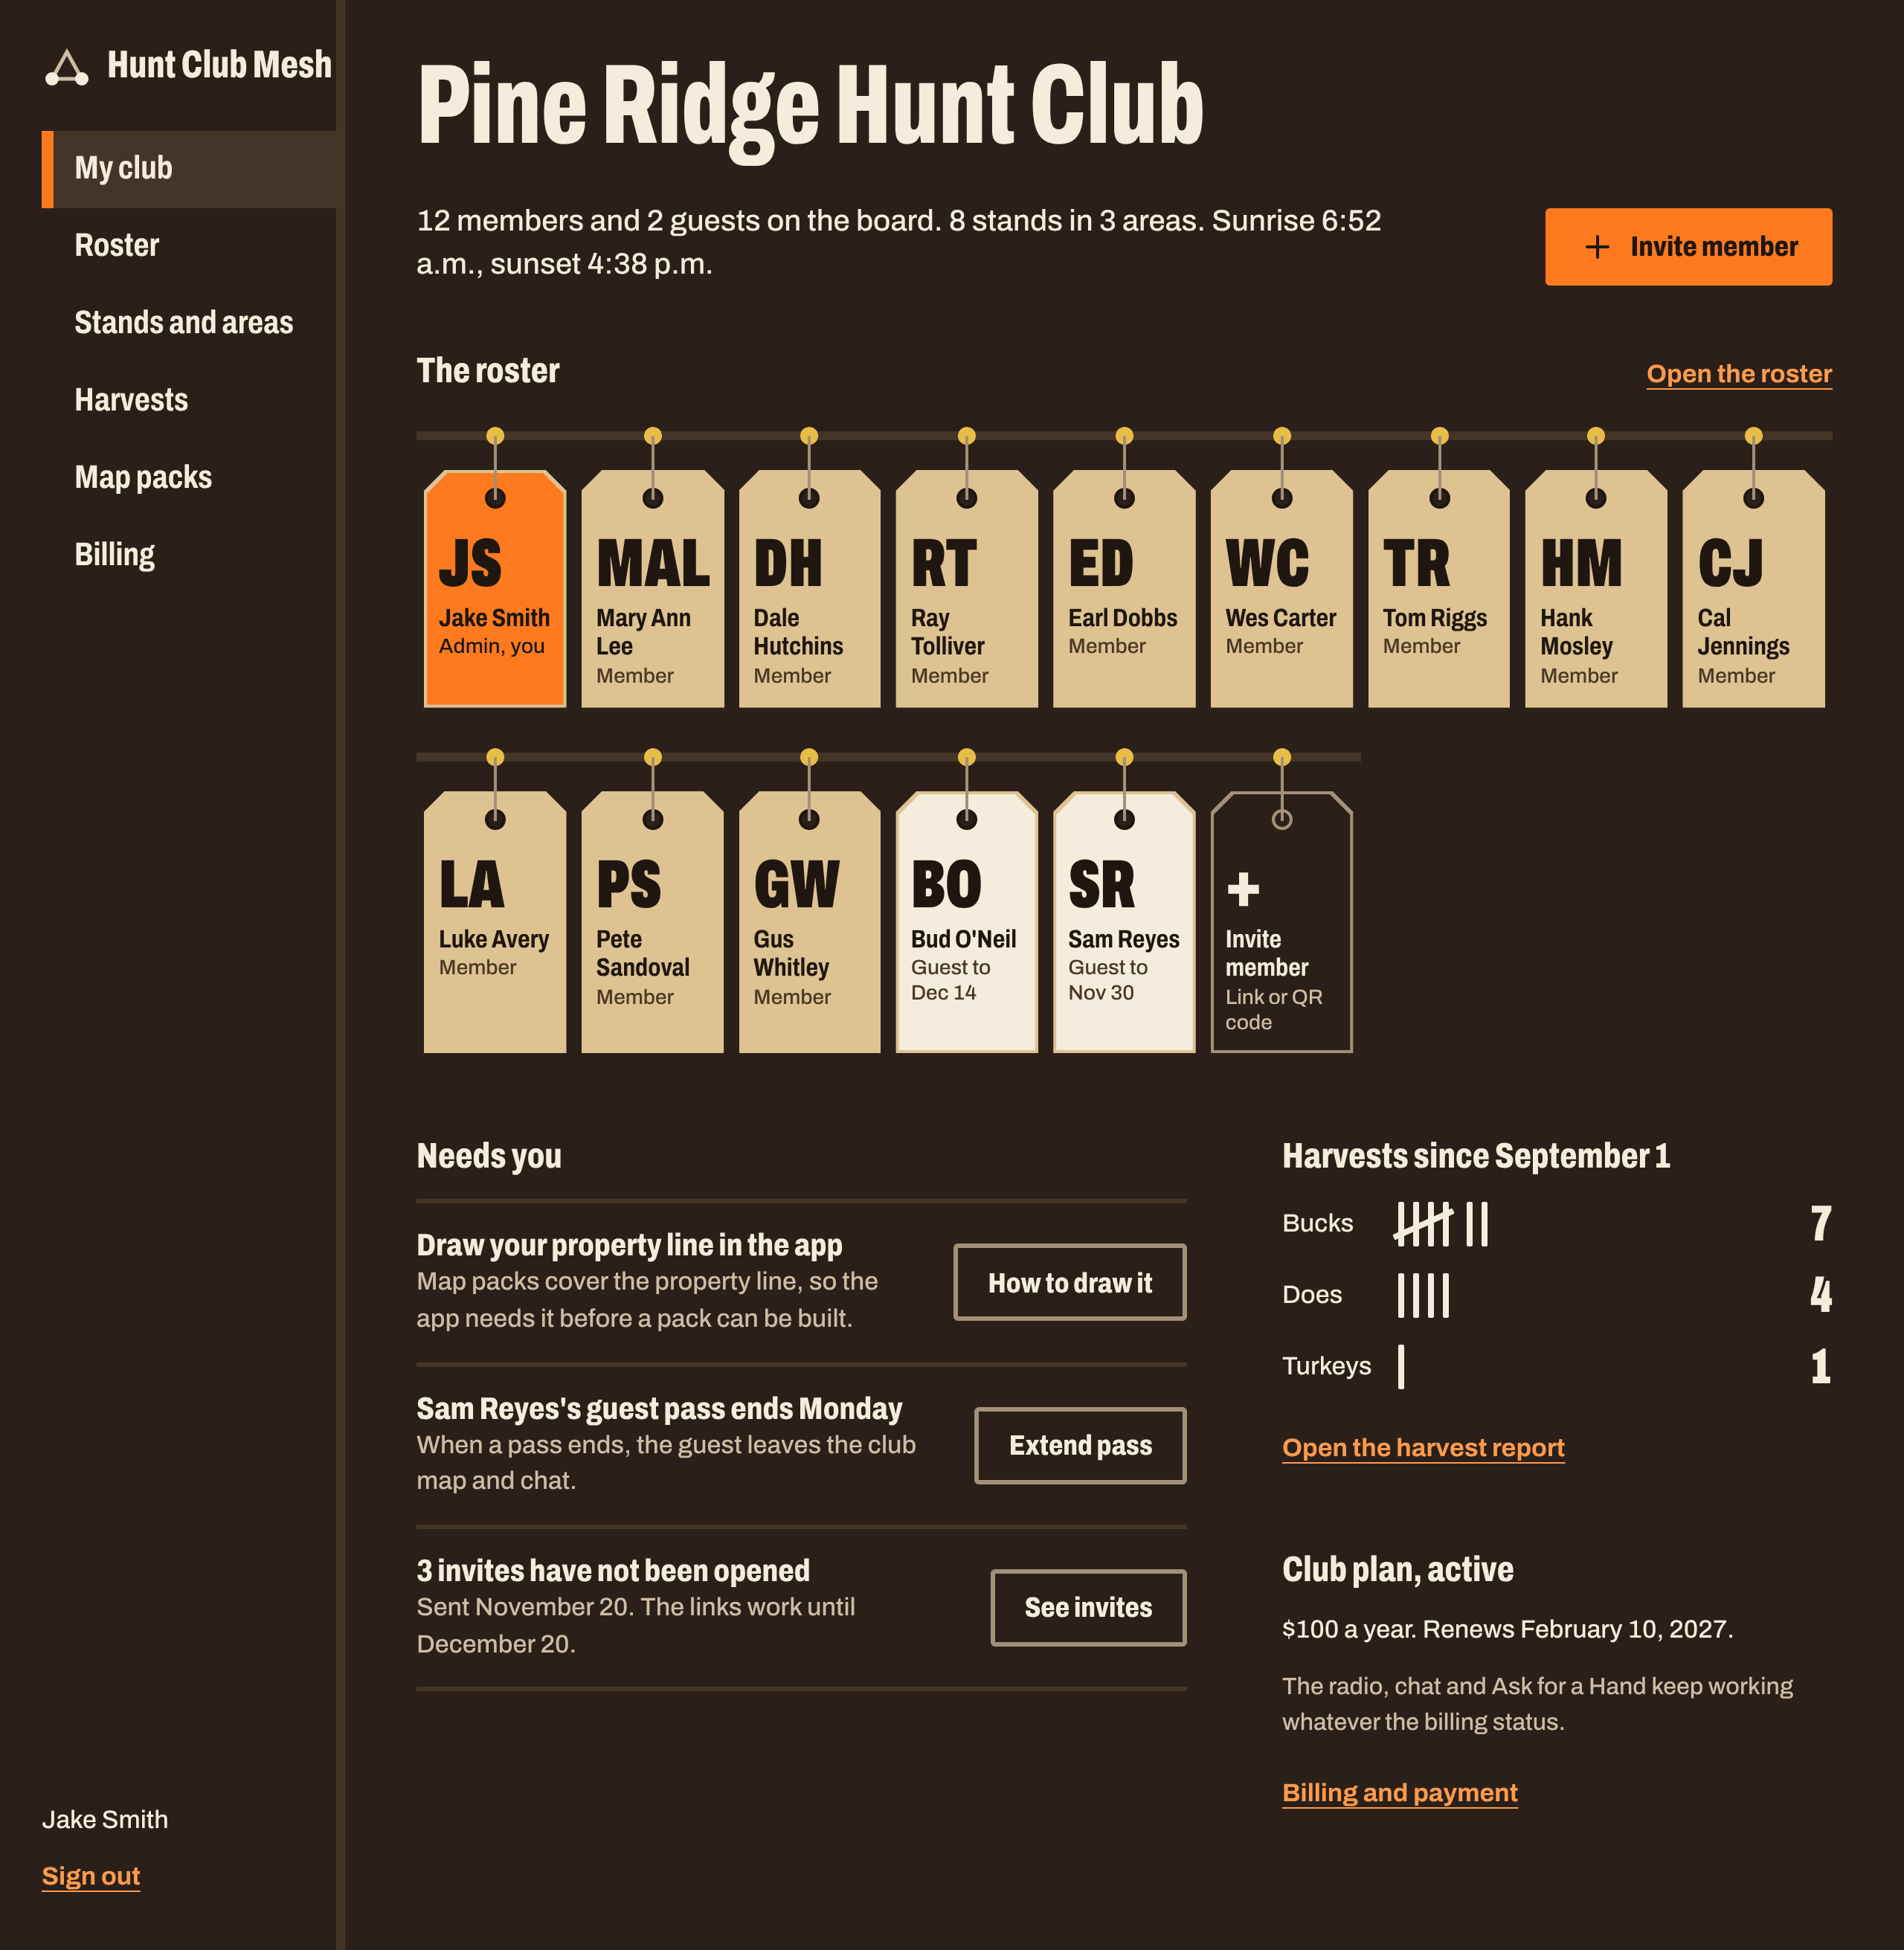 Hunt Club Mesh
My club
Roster
Stands and areas
Harvests
Map packs
Billing
Jake Smith
Sign out
Pine Ridge Hunt Club
12 members and 2 guests on the board. 8 stands in 3 areas. Sunrise 6:52
a.m., sunset 4:38 p.m.
+ Invite member
The roster
Open the roster
JS
Jake Smith
Admin, you
MAL
Mary Ann
Lee
Member
DH
Dale
Hutchins
Member
RT
Ray
Tolliver
Member
ED
Earl Dobbs
Member
WC
Wes Carter
Member
TR
Tom Riggs
Member
HM
Hank
Mosley
Member
CJ
Cal
Jennings
Member
LA
Luke Avery
Member
PS
Pete
Sandoval
Member
GW
Gus
Whitley
Member
BO
Bud O'Neil
Guest to
Dec 14
SR
Sam Reyes
Guest to
Nov 30
+
Invite
member
Link or QR
code
Needs you
Draw your property line in the app
Map packs cover the property line, so the
app needs it before a pack can be built.
How to draw it
Sam Reyes's guest pass ends Monday
When a pass ends, the guest leaves the club
map and chat.
Extend pass
3 invites have not been opened
Sent November 20. The links work until
December 20.
See invites
Harvests since September 1
Bucks 7
Does 4
Turkeys 1
Open the harvest report
Club plan, active
$100 a year. Renews February 10, 2027.
The radio, chat and Ask for a Hand keep working
whatever the billing status.
Billing and payment